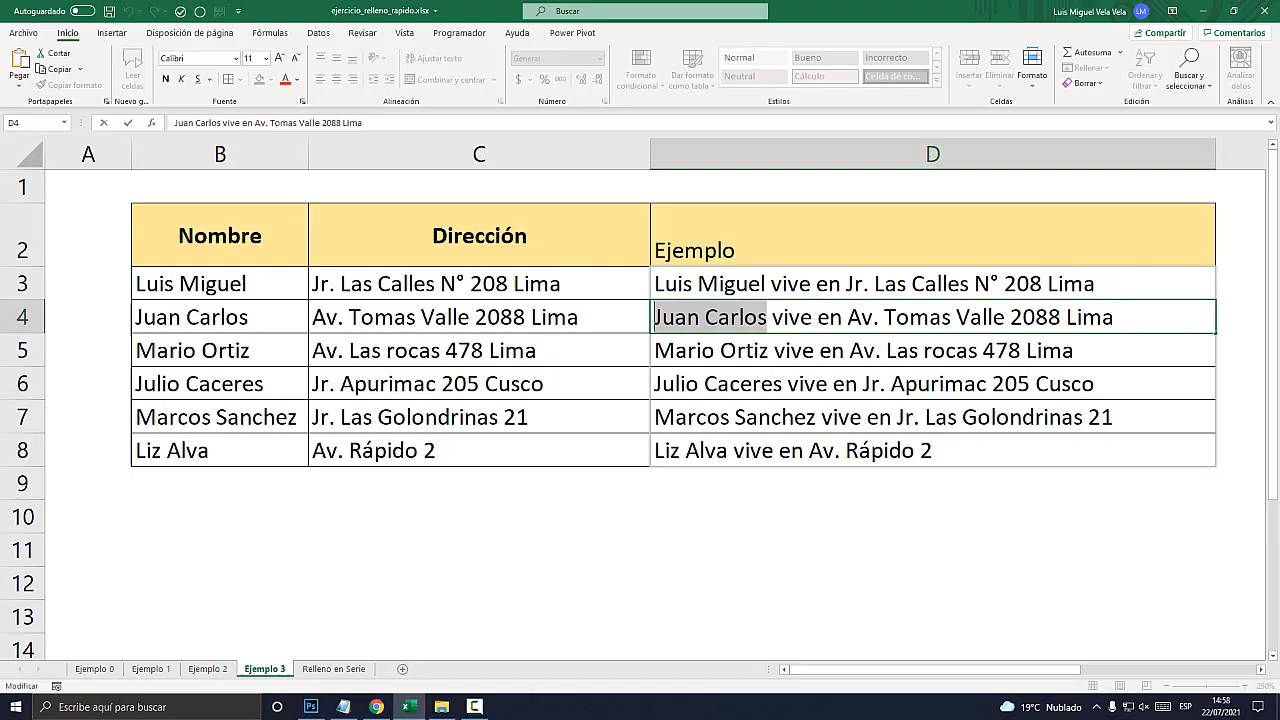 Autoguardado
ejercicio_relleno_rapido.xlsx
Buscar
Luis Miguel Vela Vela
LM
Archivo Inicio Insertar Disposición de página Fórmulas Datos Revisar Vista Programador Ayuda Power Pivot
Compartir Comentarios
Pegar
Cortar
Copiar
Copiar formato
Portapapeles
Leer celdas
Nuevo g...
Calibri 11
N K S
Fuente
Ajustar texto
Combinar y centrar
Alineación
General
Número
Formato condicional
Dar formato como tabla
Normal Bueno Incorrecto
Neutral Cálculo Celda de co...
Estilos
Insertar Eliminar Formato
Celdas
Autosuma
Rellenar
Borrar
Ordenar y filtrar
Buscar y seleccionar
Edición
Analizar datos
Análisis
D4
Juan Carlos vive en Av. Tomas Valle 2088 Lima
A B C D
1
2 Nombre Dirección Ejemplo
3 Luis Miguel Jr. Las Calles N° 208 Lima Luis Miguel vive en Jr. Las Calles N° 208 Lima
4 Juan Carlos Av. Tomas Valle 2088 Lima Juan Carlos vive en Av. Tomas Valle 2088 Lima
5 Mario Ortiz Av. Las rocas 478 Lima Mario Ortiz vive en Av. Las rocas 478 Lima
6 Julio Caceres Jr. Apurimac 205 Cusco Julio Caceres vive en Jr. Apurimac 205 Cusco
7 Marcos Sanchez Jr. Las Golondrinas 21 Marcos Sanchez vive en Jr. Las Golondrinas 21
8 Liz Alva Av. Rápido 2 Liz Alva vive en Av. Rápido 2
9
10
11
12
13
14
Ejemplo 0 Ejemplo 1 Ejemplo 2 Ejemplo 3 Relleno en Serie
Modificar
250%
Escribe aquí para buscar
19°C Nublado
ESP
14:58
22/07/2021